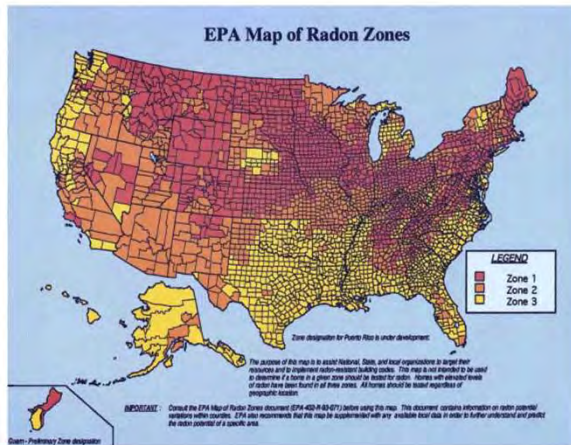 EPA Map of Radon Zones
LEGEND
Zone 1
Zone 2
Zone 3
Zone designation for Puerto Rico is under development.
The purpose of this map is to assist National, State, and local organizations to target their
resources and to implement radon-resistant building codes. This map is not intended to be used
to determine if a home in a given zone should be tested for radon. Homes with elevated levels
of radon have been found in all three zones. All homes should be tested regardless of
geographic location.
IMPORTANT: Consult the EPA Map of Radon Zones document (EPA-402-R-93-071) before using this map. This document contains information on radon potential
variations within counties. EPA also recommends that this map be supplemented with any available local data in order to further understand and predict
the radon potential of a specific area.
Guam - Preliminary Zone designation